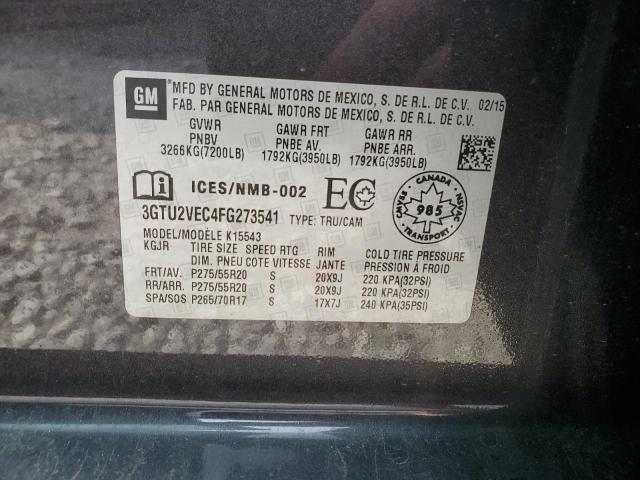 GM
MFD BY GENERAL MOTORS DE MEXICO, S. DE R.L. DE C.V. 02/15
FAB. PAR GENERAL MOTORS DE MEXICO, S. DE R.L. DE C.V.
GVWR GAWR FRT GAWR RR
PNBV PNBE AV. PNBE ARR.
3266KG(7200LB) 1792KG(3950LB) 1792KG(3950LB)
ICES/NMB-002 EC
CANADA
CMVSS 985 NSVAC
TRANSPORT
3GTU2VEC4FG273541 TYPE: TRU/CAM
MODEL/MODÈLE K15543
KGJR TIRE SIZE SPEED RTG RIM COLD TIRE PRESSURE
DIM. PNEU COTE VITESSE JANTE PRESSION À FROID
FRT/AV. P275/55R20 S 20X9J 220 KPA(32PSI)
RR/ARR. P275/55R20 S 20X9J 220 KPA(32PSI)
SPA/SOS P265/70R17 S 17X7J 240 KPA(35PSI)